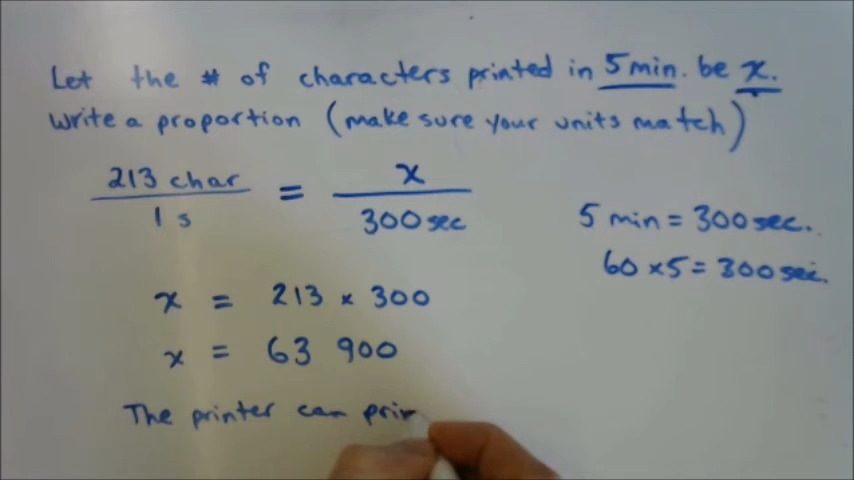 Let the # of characters printed in 5 min. be x.
Write a proportion (make sure your units match)
213 char / 1 s = x / 300 sec
5 min = 300 sec.
60 x 5 = 300 sec.
x = 213 x 300
x = 63 900
The printer can prin